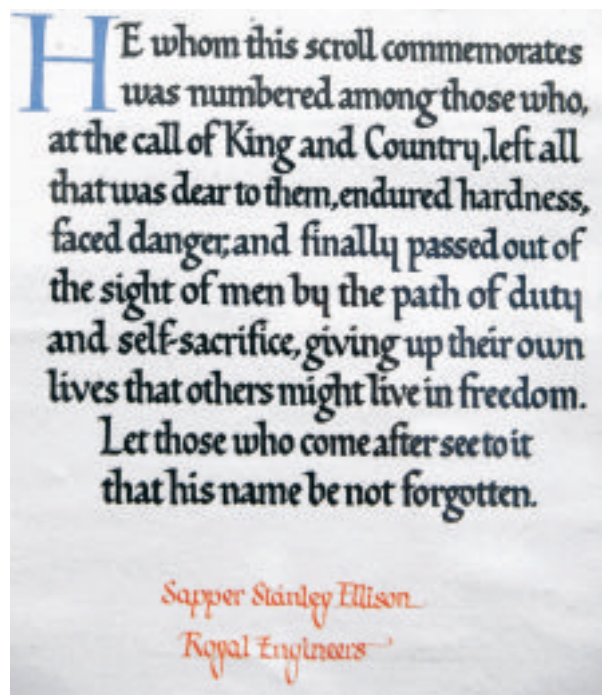 HE whom this scroll commemorates
was numbered among those who,
at the call of King and Country, left all
that was dear to them, endured hardness,
faced danger, and finally passed out of
the sight of men by the path of duty
and self-sacrifice, giving up their own
lives that others might live in freedom.
Let those who come after see to it
that his name be not forgotten.
Sapper Stanley Ellison
Royal Engineers